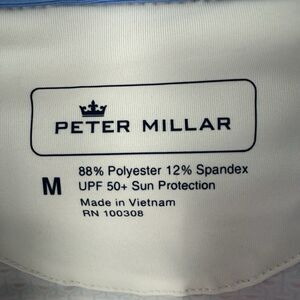 PETER MILLAR
M
88% Polyester 12% Spandex
UPF 50+ Sun Protection
Made in Vietnam
RN 100308